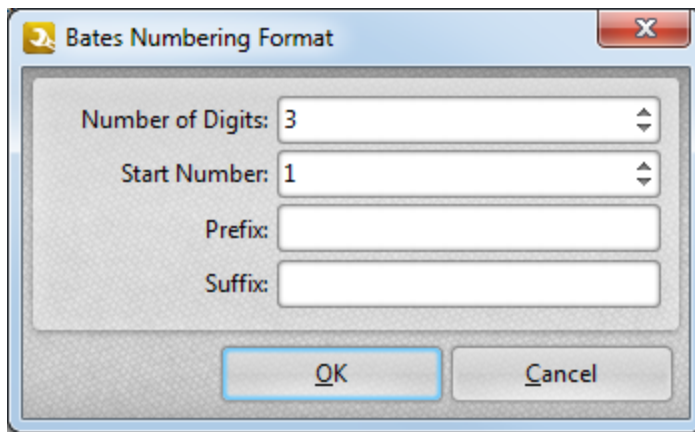 Bates Numbering Format
Number of Digits: 3
Start Number: 1
Prefix:
Suffix:
OK Cancel